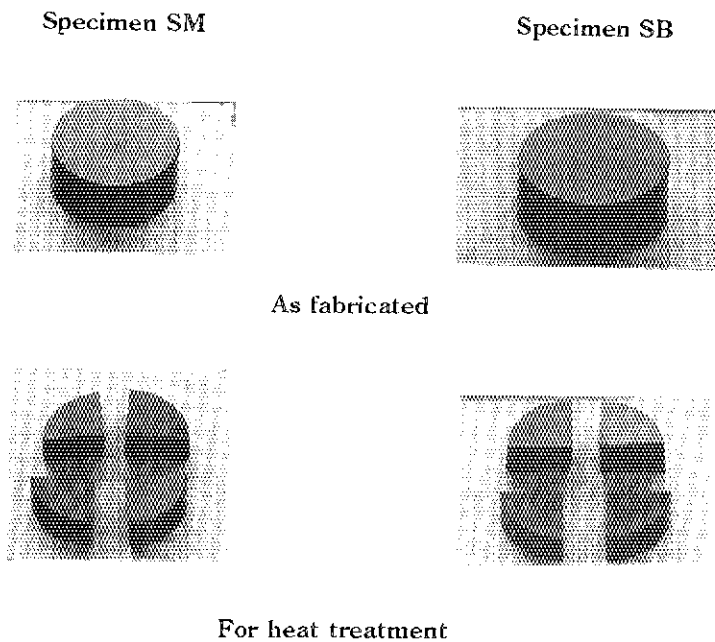 Specimen SM
Specimen SB
As fabricated
For heat treatment